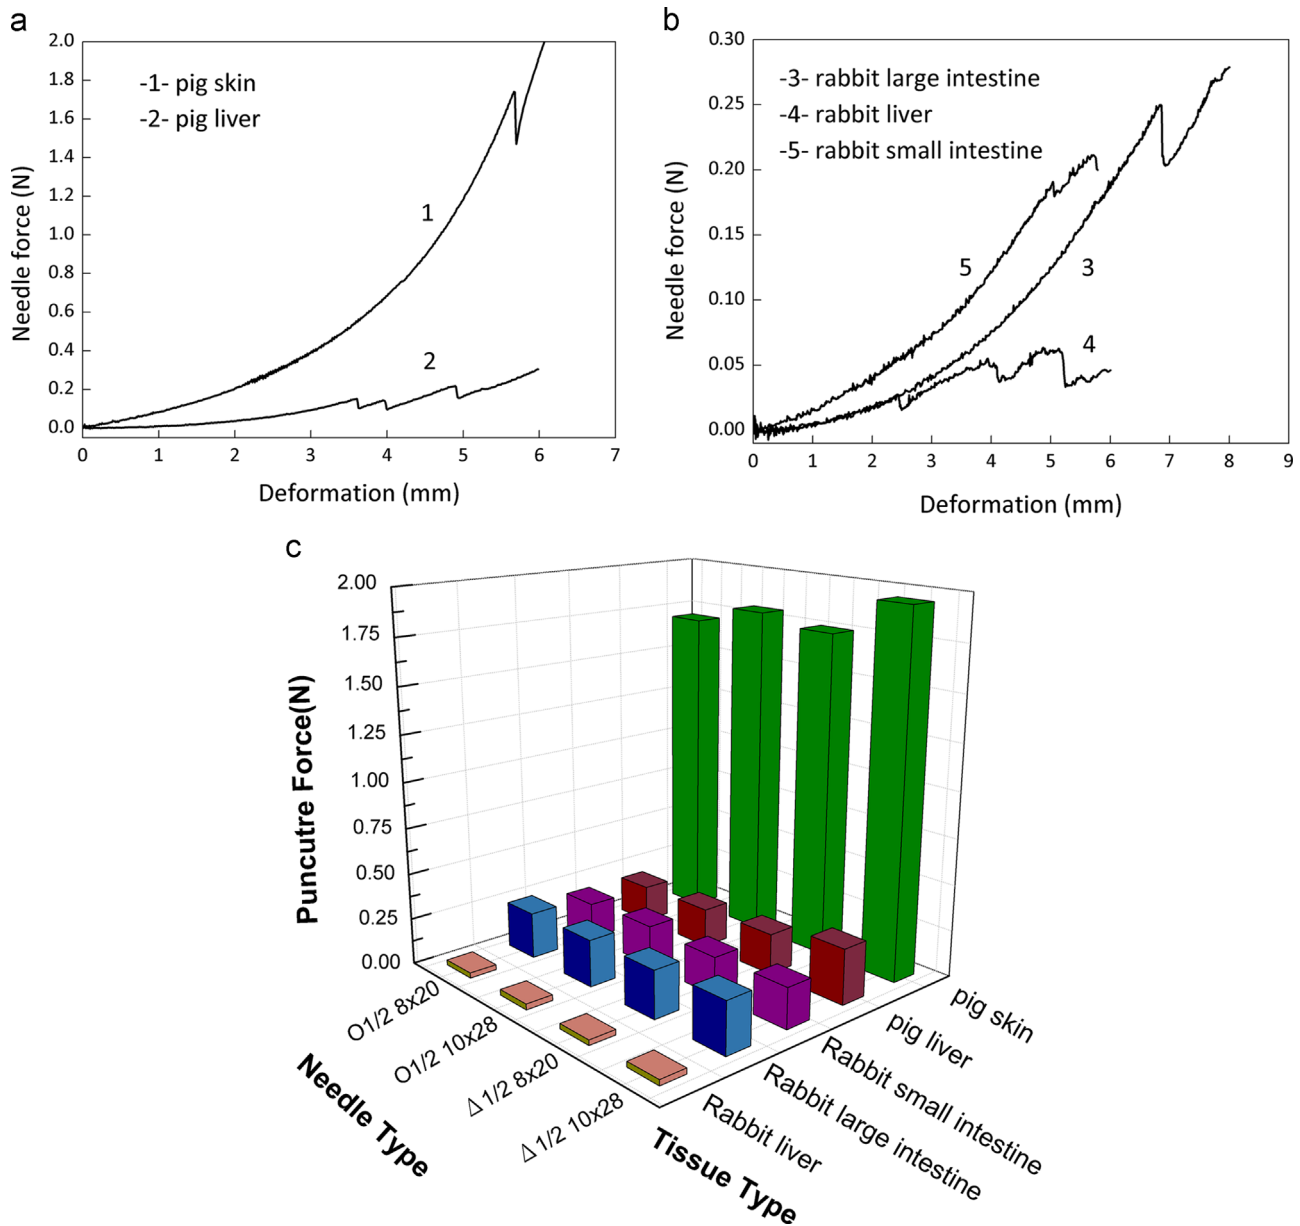 a
2.0
1.8
1.6
1.4
1.2
1.0
0.8
0.6
0.4
0.2
0.0
Needle force (N)
-1- pig skin
-2- pig liver
1
2
0 1 2 3 4 5 6 7
Deformation (mm)
b
0.30
0.25
0.20
0.15
0.10
0.05
0.00
Needle force (N)
-3- rabbit large intestine
-4- rabbit liver
-5- rabbit small intestine
5
3
4
0 1 2 3 4 5 6 7 8 9
Deformation (mm)
c
2.00
1.75
1.50
1.25
1.00
0.75
0.50
0.25
0.00
Puncutre Force(N)
O1/2 8x20
O1/2 10x28
Δ1/2 8x20
Δ1/2 10x28
Needle Type
pig skin
pig liver
Rabbit small intestine
Rabbit large intestine
Rabbit liver
Tissue Type